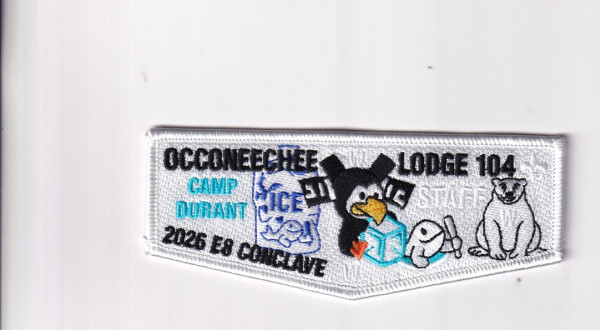 OCCONEECHEE LODGE 104
CAMP
DURANT
ICE
STAFF
W
W
2026 E8 CONCLAVE